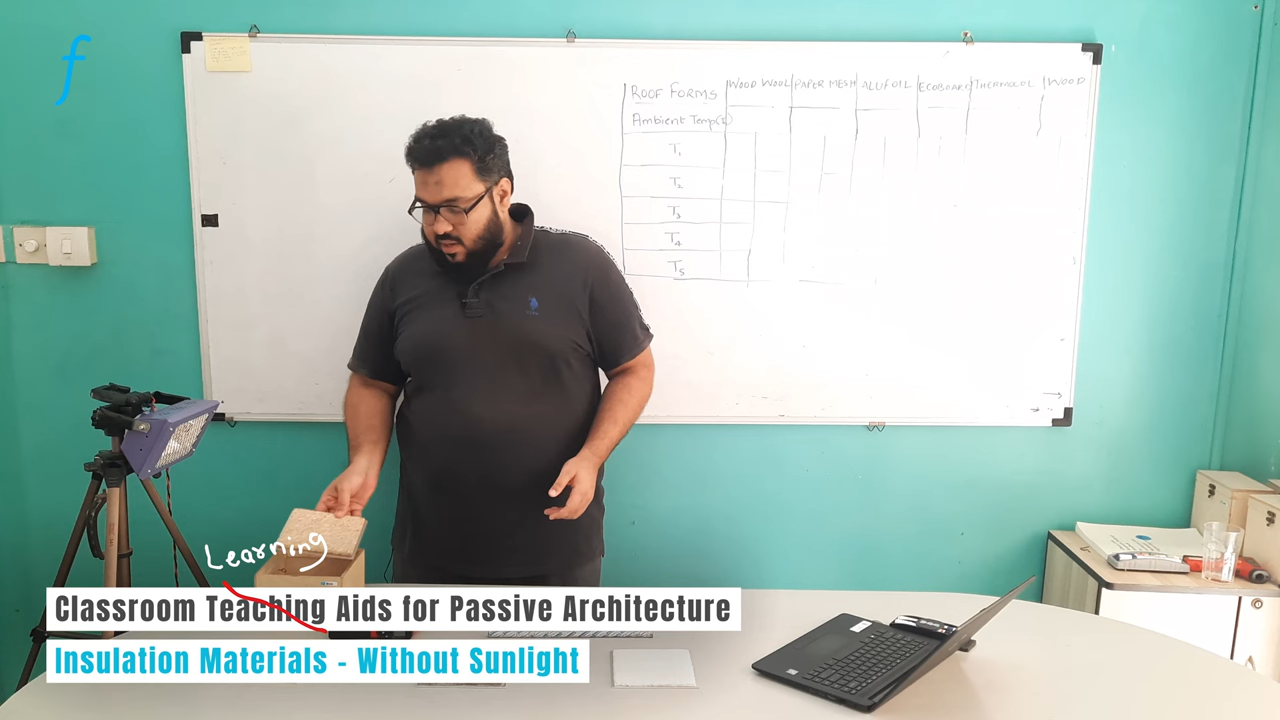 f
ROOF FORMS
WOOD WOOL
PAPER MESH
ALUFOIL
ECOBOARD
THERMOCOL
WOOD
Ambient Temp(
T1
T2
T3
T4
T5
Learning
Classroom Teaching Aids for Passive Architecture
Insulation Materials - Without Sunlight